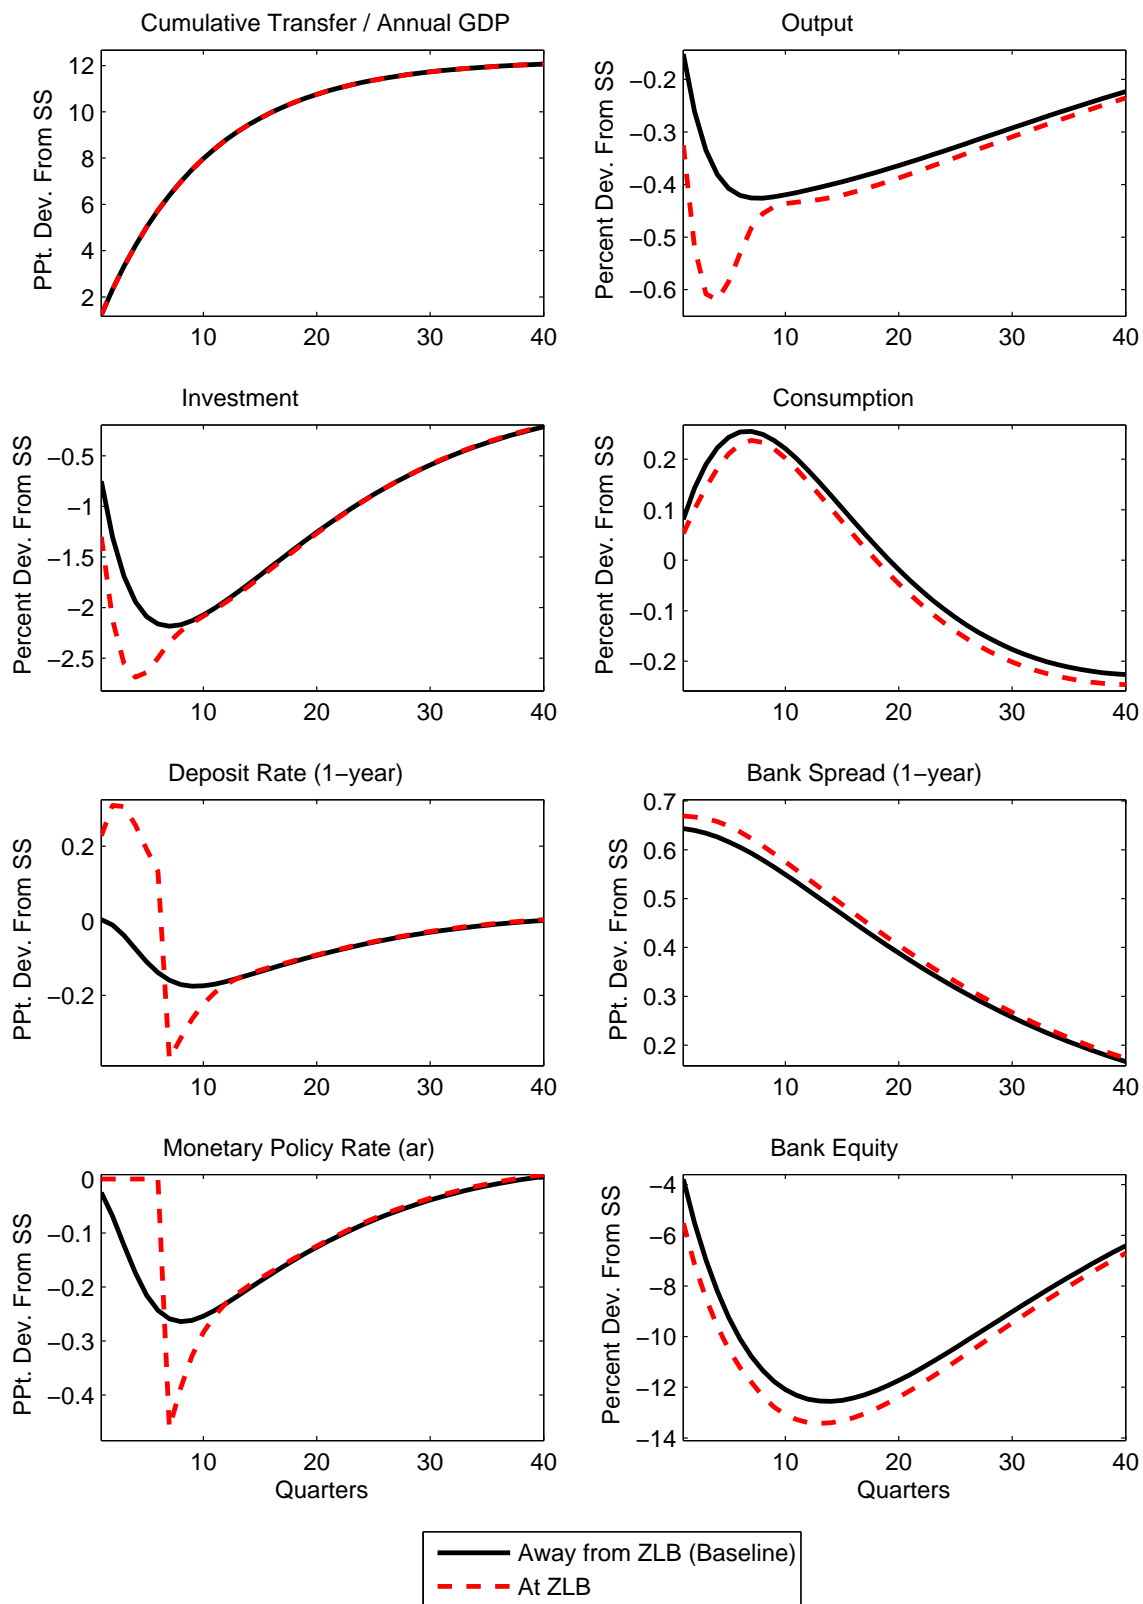 Cumulative Transfer / Annual GDP
PPt. Dev. From SS
12
10
8
6
4
2
10 20 30 40
Output
Percent Dev. From SS
−0.2
−0.3
−0.4
−0.5
−0.6
10 20 30 40
Investment
Percent Dev. From SS
−0.5
−1
−1.5
−2
−2.5
10 20 30 40
Consumption
Percent Dev. From SS
0.2
0.1
0
−0.1
−0.2
10 20 30 40
Deposit Rate (1−year)
PPt. Dev. From SS
0.2
0
−0.2
10 20 30 40
Bank Spread (1−year)
PPt. Dev. From SS
0.7
0.6
0.5
0.4
0.3
0.2
10 20 30 40
Monetary Policy Rate (ar)
PPt. Dev. From SS
0
−0.1
−0.2
−0.3
−0.4
10 20 30 40
Quarters
Bank Equity
Percent Dev. From SS
−4
−6
−8
−10
−12
−14
10 20 30 40
Quarters
Away from ZLB (Baseline)
At ZLB